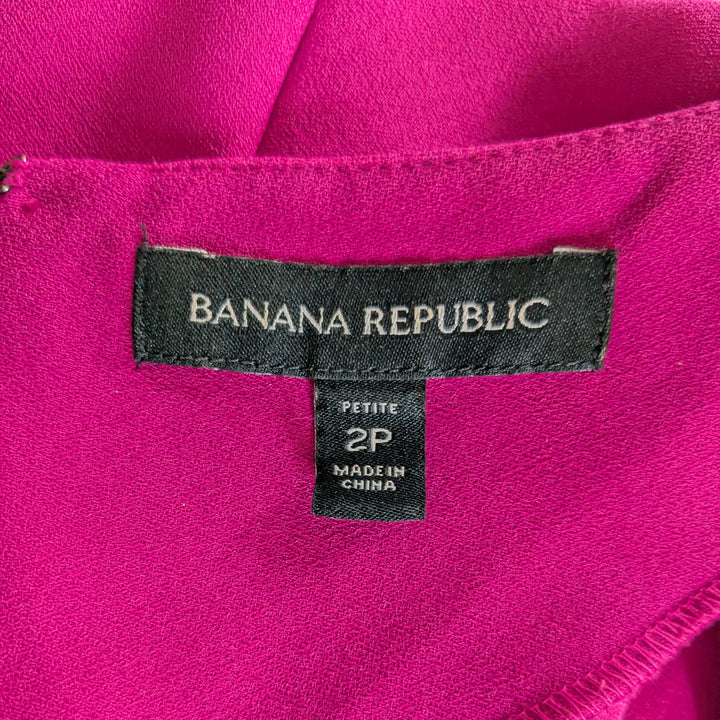 BANANA REPUBLIC
PETITE
2P
MADE IN
CHINA